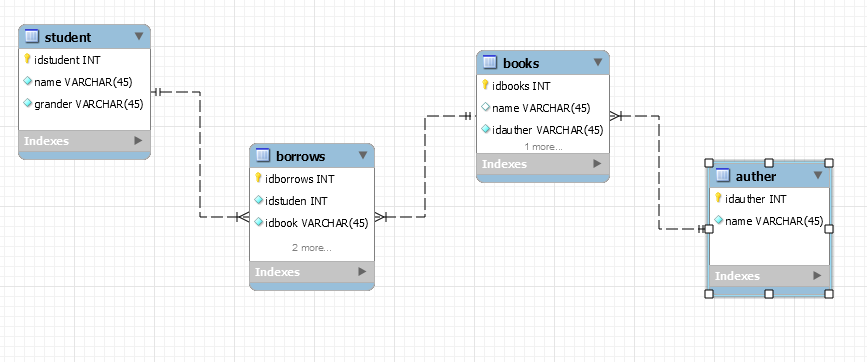 student
idstudent INT
name VARCHAR(45)
grander VARCHAR(45)
Indexes
borrows
idborrows INT
idstuden INT
idbook VARCHAR(45)
2 more...
Indexes
books
idbooks INT
name VARCHAR(45)
idauther VARCHAR(45)
1 more...
Indexes
auther
idauther INT
name VARCHAR(45)
Indexes